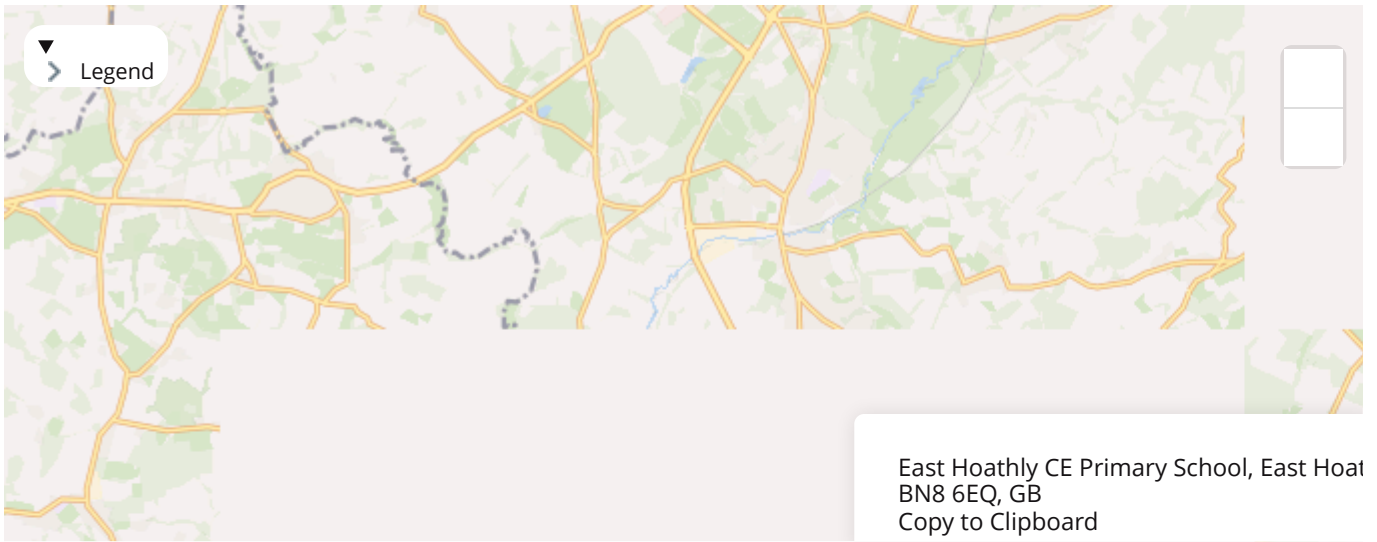 Legend
East Hoathly CE Primary School, East Hoat
BN8 6EQ, GB
Copy to Clipboard